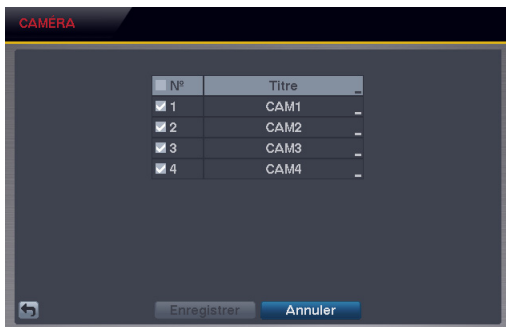 CAMÉRA
Nº Titre
1 CAM1
2 CAM2
3 CAM3
4 CAM4
Enregistrer Annuler